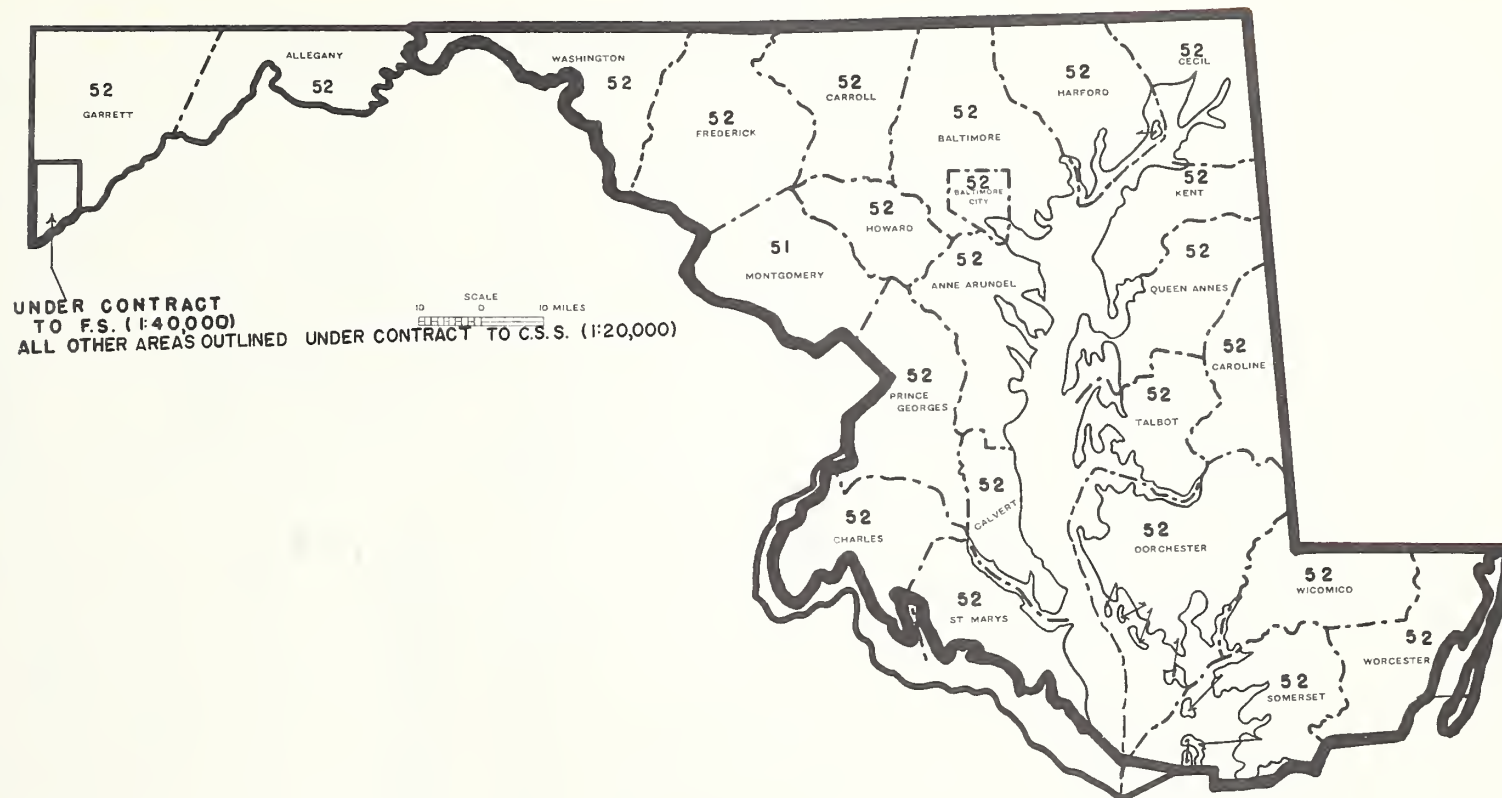 52
GARRETT
ALLEGANY
52
WASHINGTON
52
52
FREDERICK
52
CARROLL
52
BALTIMORE
52
HARFORD
52
CECIL
52
BALTIMORE
CITY
52
KENT
52
HOWARD
51
MONTGOMERY
52
ANNE ARUNDEL
52
QUEEN ANNES
52
CAROLINE
52
PRINCE
GEORGES
52
TALBOT
52
CALVERT
52
CHARLES
52
ST MARYS
52
DORCHESTER
52
WICOMICO
52
WORCESTER
52
SOMERSET
SCALE
10 0 10 MILES
UNDER CONTRACT
TO F.S. (1:40,000)
ALL OTHER AREAS OUTLINED UNDER CONTRACT TO C.S.S. (1:20,000)